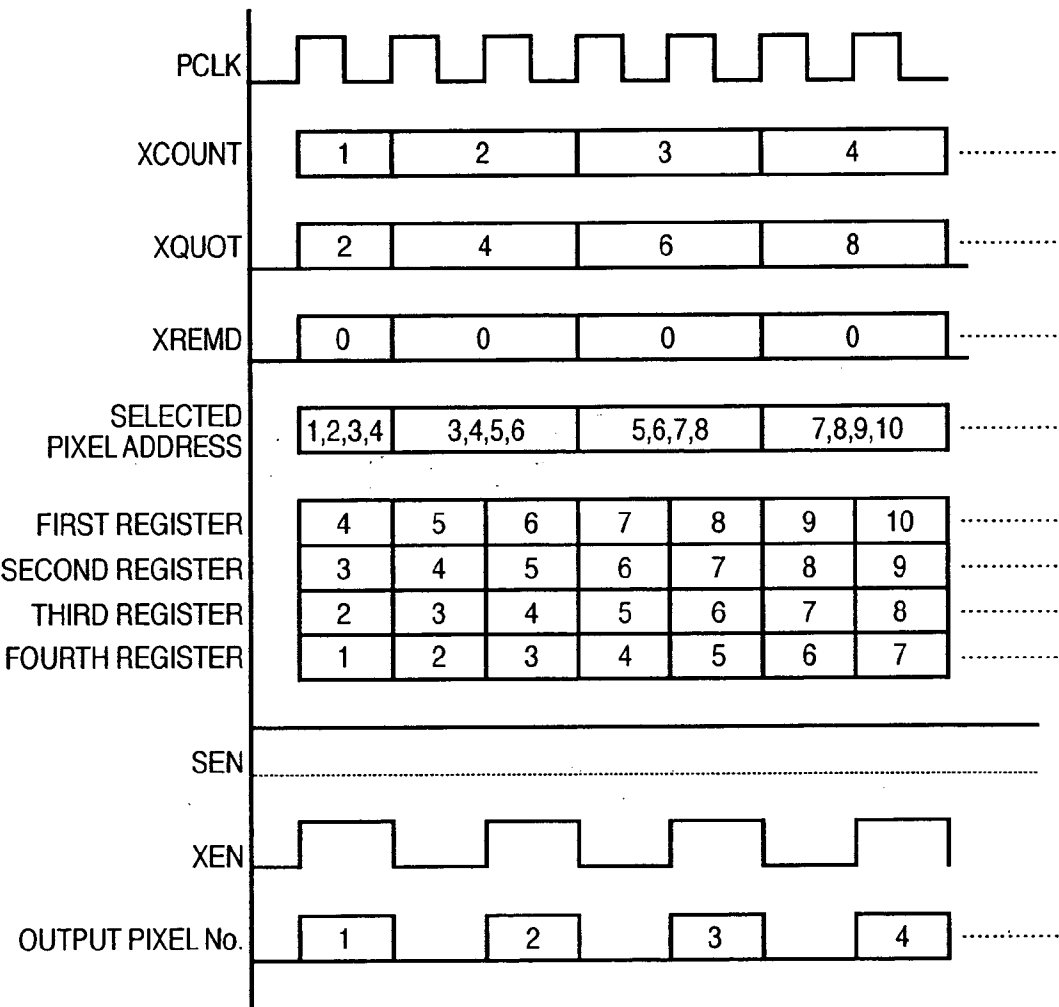 PCLK
XCOUNT 1 2 3 4
XQUOT 2 4 6 8
XREMD 0 0 0 0
SELECTED
PIXEL ADDRESS 1,2,3,4 3,4,5,6 5,6,7,8 7,8,9,10
FIRST REGISTER 4 5 6 7 8 9 10
SECOND REGISTER 3 4 5 6 7 8 9
THIRD REGISTER 2 3 4 5 6 7 8
FOURTH REGISTER 1 2 3 4 5 6 7
SEN
XEN
OUTPUT PIXEL No. 1 2 3 4